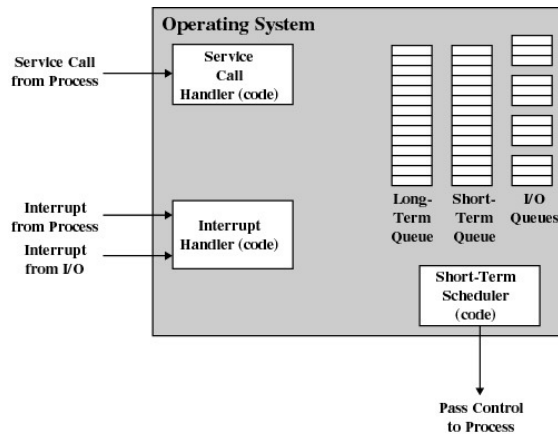 Operating System
Service Call
from Process
Service
Call
Handler (code)
Interrupt
from Process
Interrupt
from I/O
Interrupt
Handler (code)
Long-
Term
Queue
Short-
Term
Queue
I/O
Queues
Short-Term
Scheduler
(code)
Pass Control
to Process